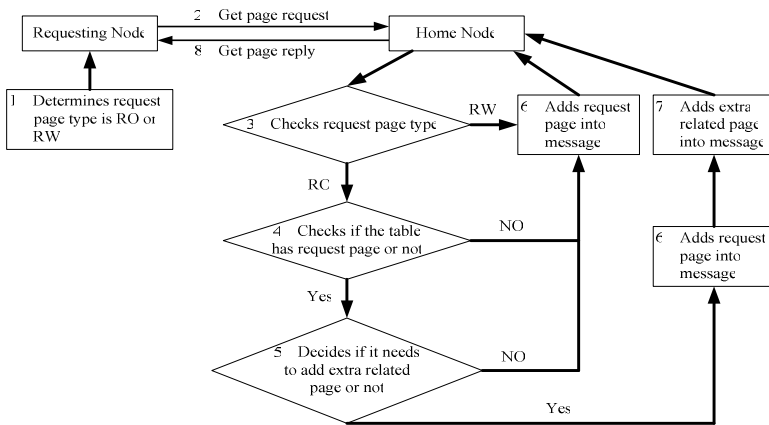 2 Get page request
Requesting Node
Home Node
8 Get page reply
1 Determines request
page type is RO or
RW
3 Checks request page type
RW
6 Adds request
page into
message
7 Adds extra
related page
into message
RC
4 Checks if the table
has request page or not
NO
6 Adds request
page into
message
Yes
5 Decides if it needs
to add extra related
page or not
NO
Yes